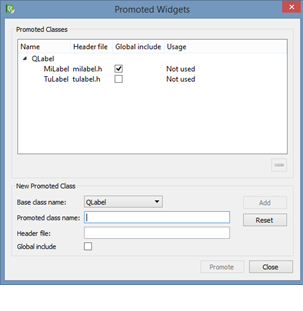 Promoted Widgets
Promoted Classes
Name Header file Global include Usage
QLabel
MiLabel milabel.h Not used
TuLabel tulabel.h Not used
New Promoted Class
Base class name: QLabel Add
Promoted class name: Reset
Header file:
Global include
Promote Close